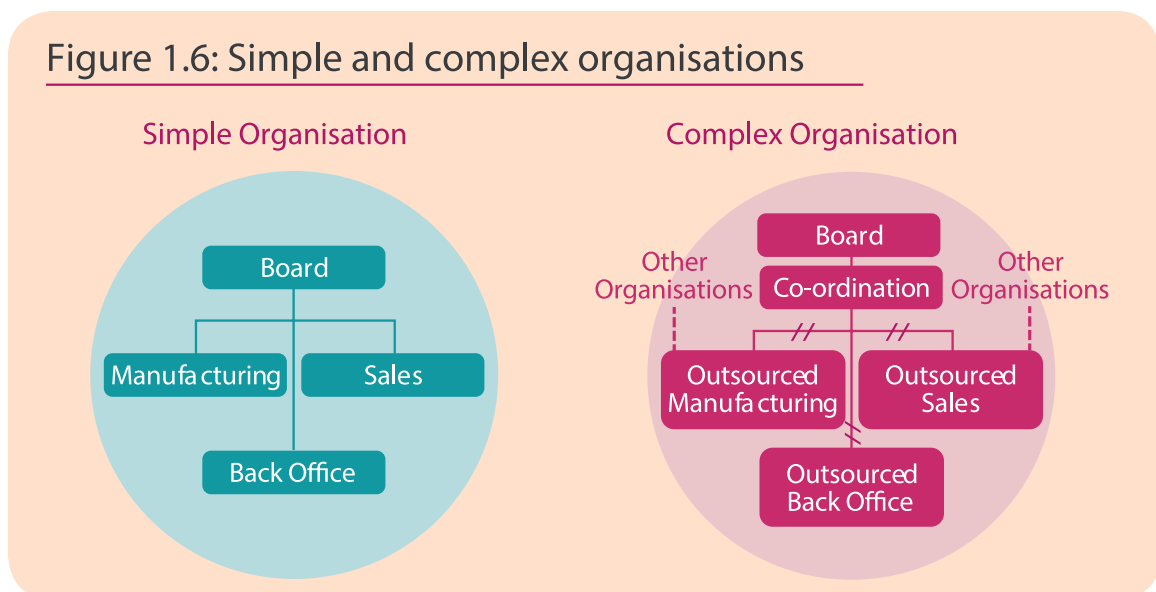 Figure 1.6: Simple and complex organisations
Simple Organisation
Board
Manufacturing
Sales
Back Office
Complex Organisation
Board
Other
Organisations
Co-ordination
Other
Organisations
Outsourced
Manufacturing
Outsourced
Sales
Outsourced
Back Office